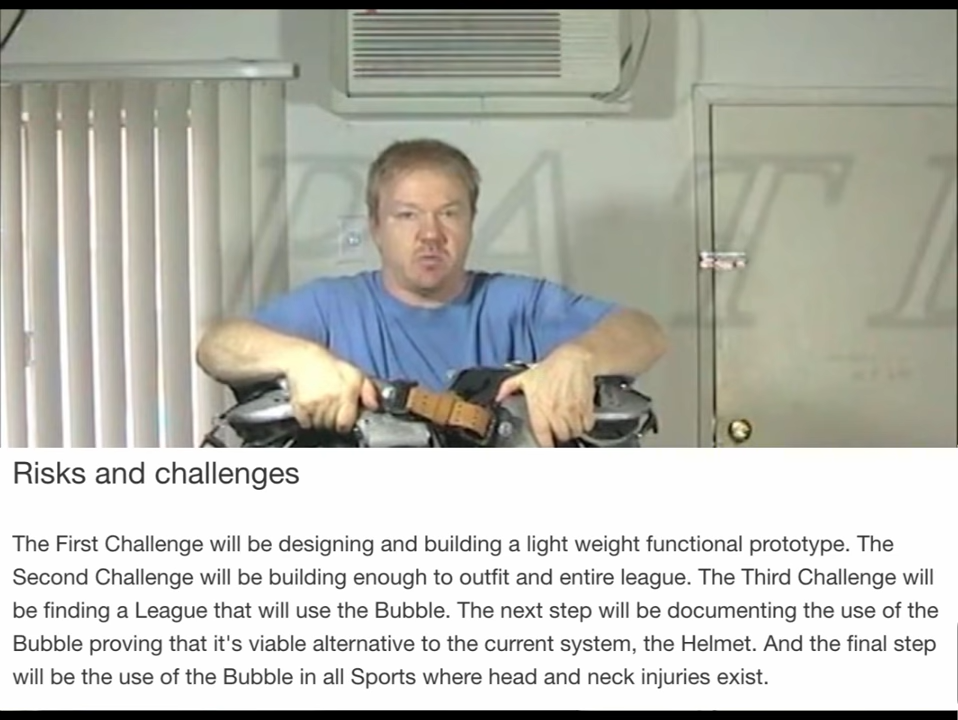 PATI
Risks and challenges
The First Challenge will be designing and building a light weight functional prototype. The
Second Challenge will be building enough to outfit and entire league. The Third Challenge will
be finding a League that will use the Bubble. The next step will be documenting the use of the
Bubble proving that it's viable alternative to the current system, the Helmet. And the final step
will be the use of the Bubble in all Sports where head and neck injuries exist.